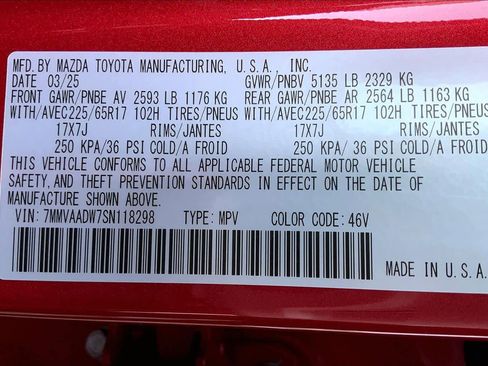 MFD. BY MAZDA TOYOTA MANUFACTURING, U.S.A., INC.
DATE 03/25 GVWR/PNBV 5135 LB 2329 KG
FRONT GAWR/PNBE AV 2593 LB 1176 KG REAR GAWR/PNBE AR 2564 LB 1163 KG
WITH/AVEC225/65R17 102H TIRES/PNEUS WITH/AVEC225/65R17 102H TIRES/PNEUS
17X7J RIMS/JANTES 17X7J RIMS/JANTES
250 KPA/36 PSI COLD/A FROID 250 KPA/36 PSI COLD/A FROID
THIS VEHICLE CONFORMS TO ALL APPLICABLE FEDERAL MOTOR VEHICLE
SAFETY, AND THEFT PREVENTION STANDARDS IN EFFECT ON THE DATE OF
MANUFACTURE SHOWN ABOVE.
VIN: 7MMVAADW7SN118298 TYPE: MPV COLOR CODE: 46V
MADE IN U.S.A.